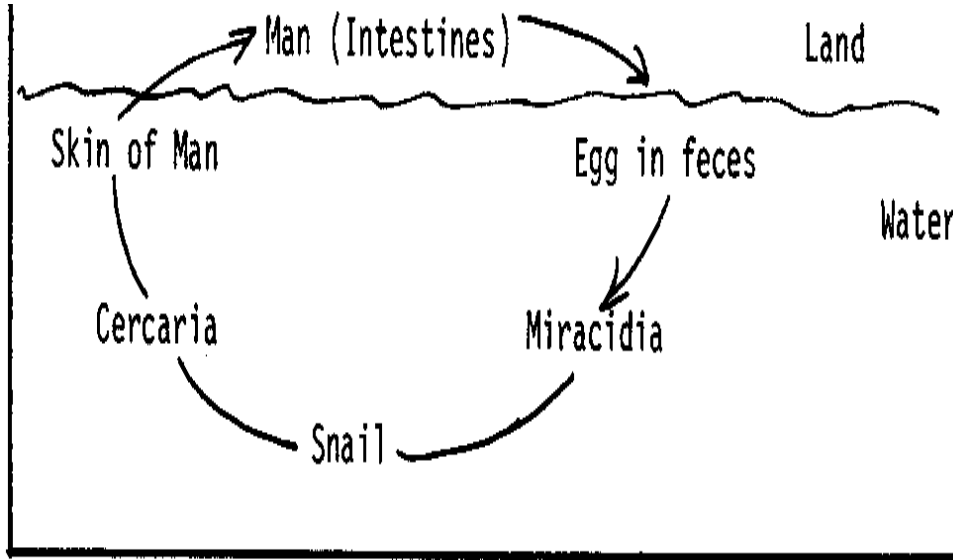 Man (Intestines)
Land
Skin of Man
Egg in feces
Water
Cercaria
Miracidia
Snail